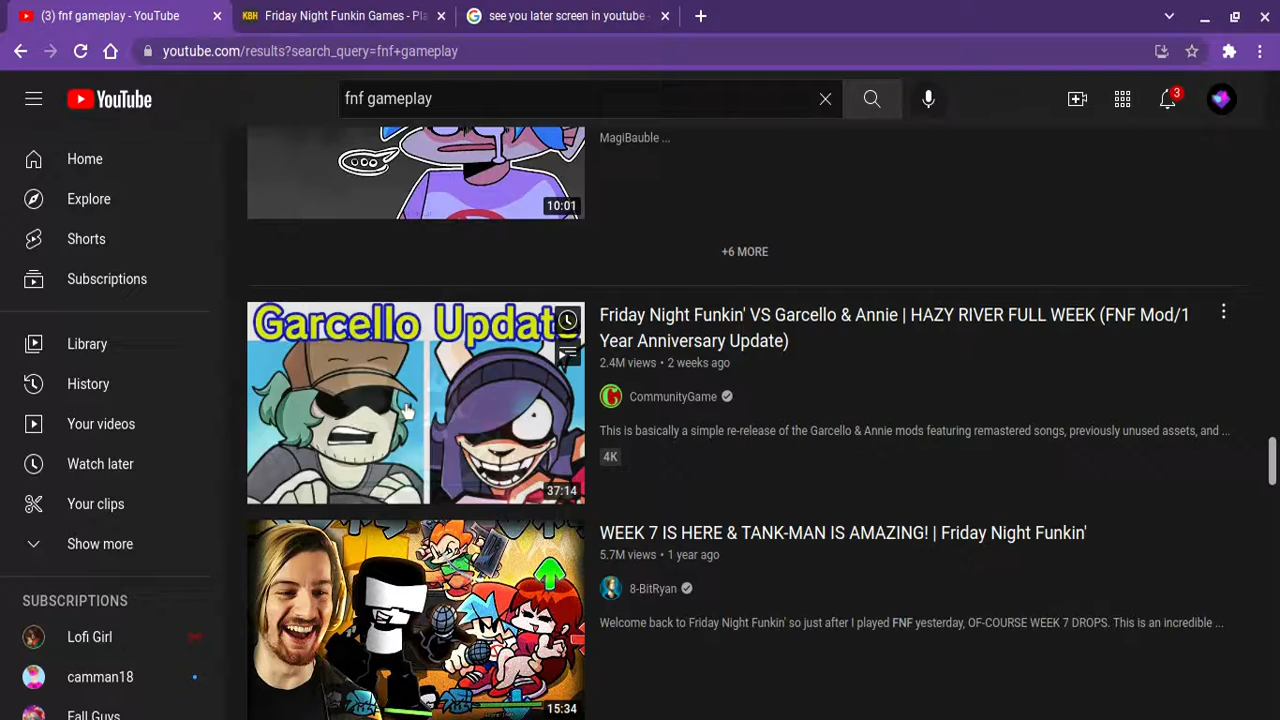 (3) fnf gameplay - YouTube
KBH Friday Night Funkin Games - Pla
see you later screen in youtube -
youtube.com/results?search_query=fnf+gameplay
YouTube
fnf gameplay
3
MagiBauble ...
Home
Explore
Shorts
Subscriptions
10:01
+6 MORE
Garcello Update
Friday Night Funkin' VS Garcello & Annie | HAZY RIVER FULL WEEK (FNF Mod/1
Year Anniversary Update)
2.4M views • 2 weeks ago
CommunityGame
This is basically a simple re-release of the Garcello & Annie mods featuring remastered songs, previously unused assets, and ...
4K
37:14
Library
History
Your videos
Watch later
Your clips
Show more
WEEK 7 IS HERE & TANK-MAN IS AMAZING! | Friday Night Funkin'
5.7M views • 1 year ago
8-BitRyan
Welcome back to Friday Night Funkin' so just after I played FNF yesterday, OF-COURSE WEEK 7 DROPS. This is an incredible ...
15:34
SUBSCRIPTIONS
Lofi Girl
camman18
Fall Guys